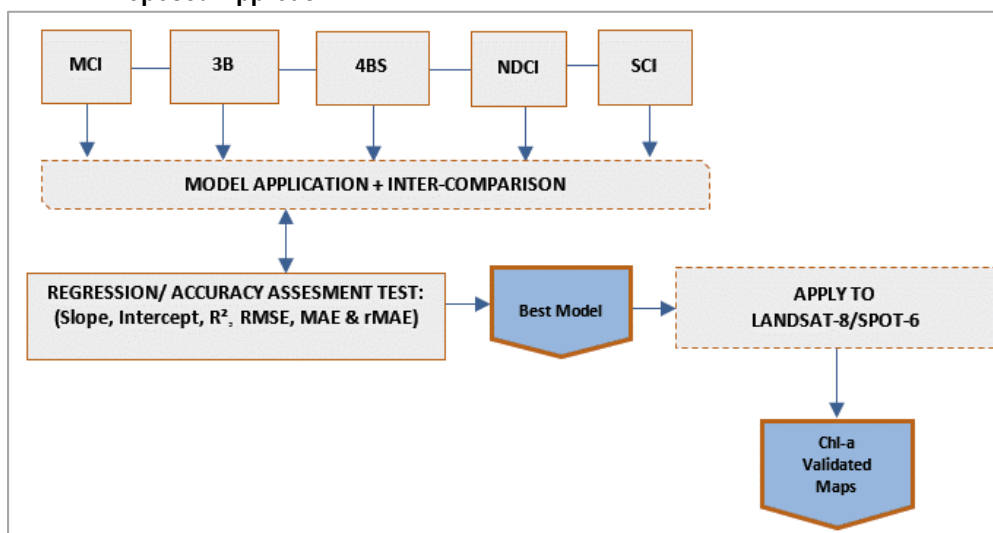 MCI
3B
4BS
NDCI
SCI
MODEL APPLICATION + INTER-COMPARISON
REGRESSION/ ACCURACY ASSESMENT TEST:
(Slope, Intercept, R², RMSE, MAE & rMAE)
Best Model
APPLY TO
LANDSAT-8/SPOT-6
Chl-a
Validated
Maps